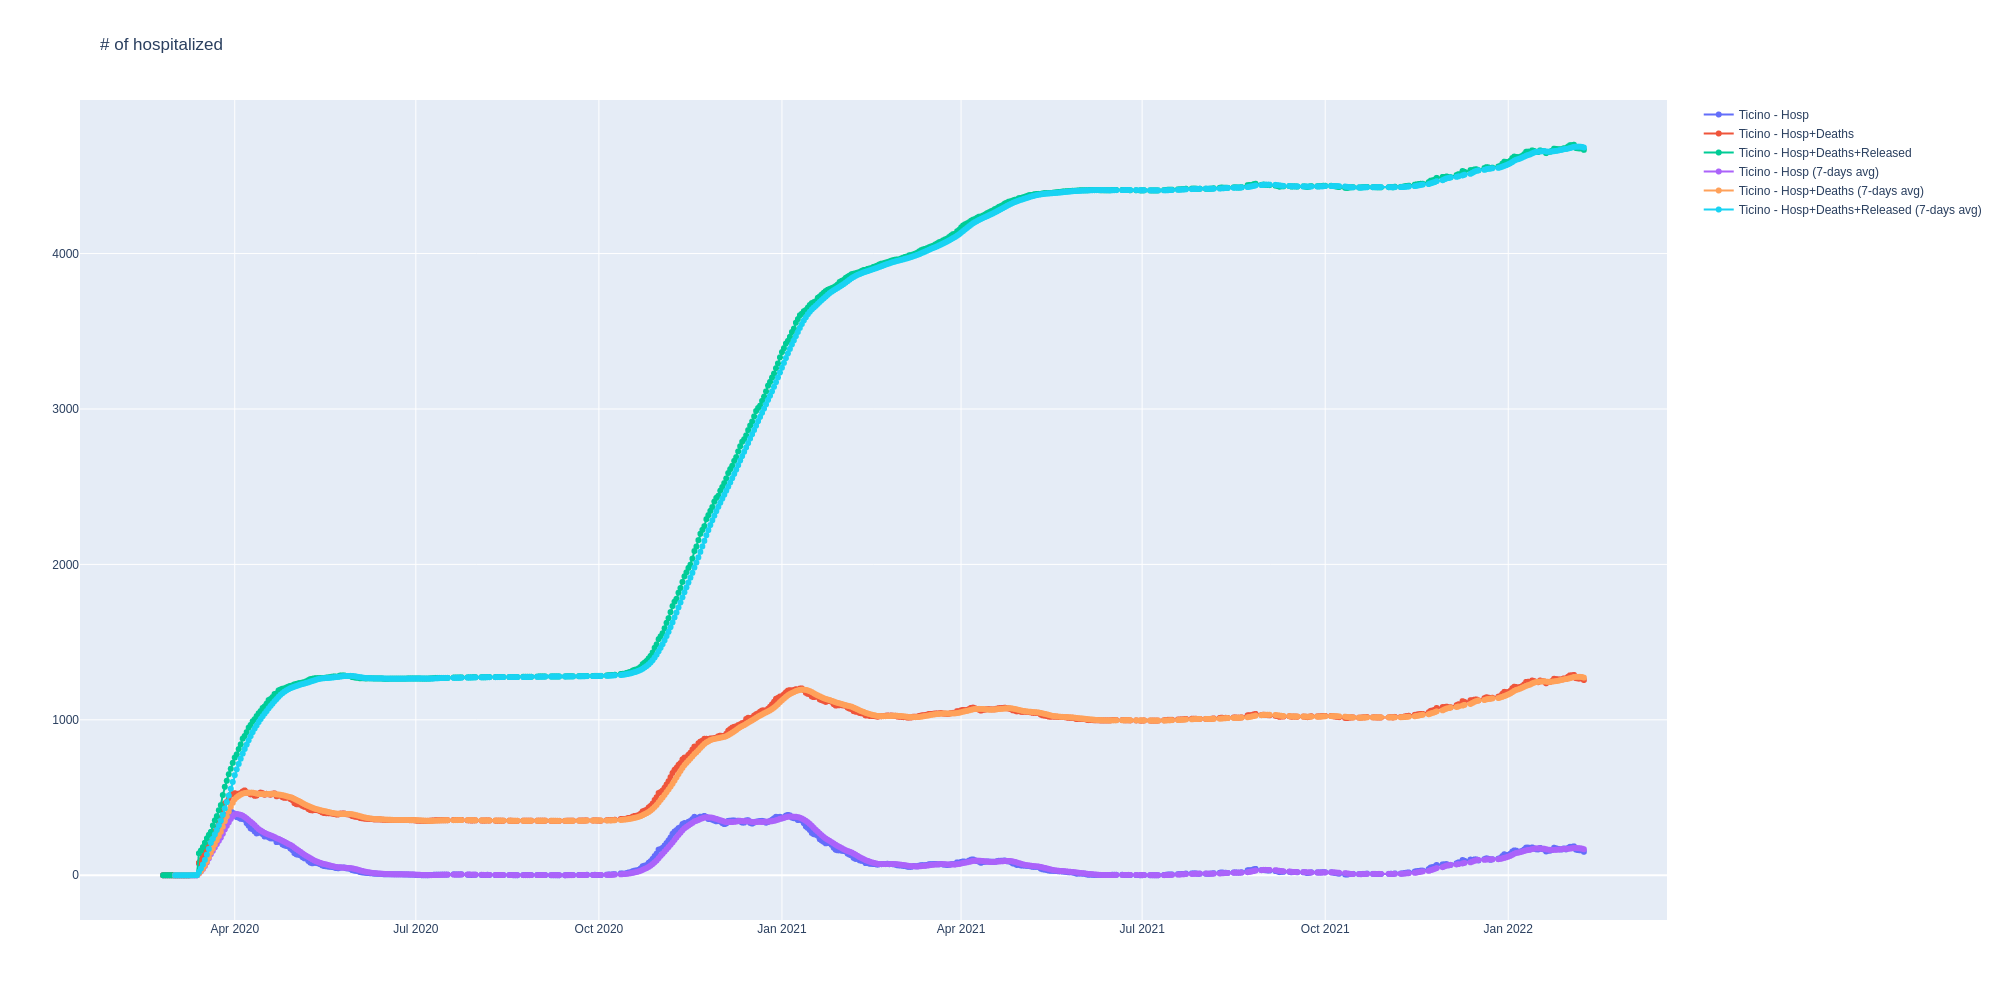 # of hospitalized
Ticino - Hosp
Ticino - Hosp+Deaths
Ticino - Hosp+Deaths+Released
Ticino - Hosp (7-days avg)
Ticino - Hosp+Deaths (7-days avg)
Ticino - Hosp+Deaths+Released (7-days avg)
4000
3000
2000
1000
0
Apr 2020 Jul 2020 Oct 2020 Jan 2021 Apr 2021 Jul 2021 Oct 2021 Jan 2022